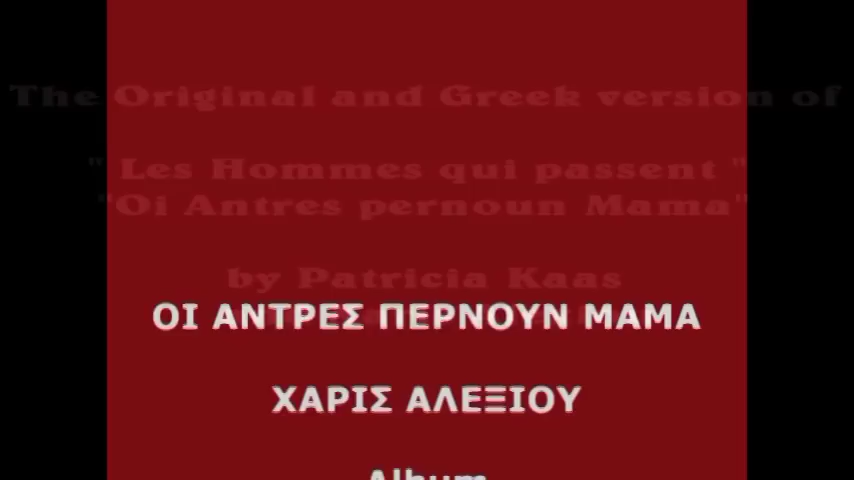 The Original and Greek version of
" Les Hommes qui passent "
"Oi Antres pernoun Mama"
by Patricia Kaas
ΟΙ ΑΝΤΡΕΣ ΠΕΡΝΟΥΝ ΜΑΜΑ
ΧΑΡΙΣ ΑΛΕΞΙΟΥ
Album